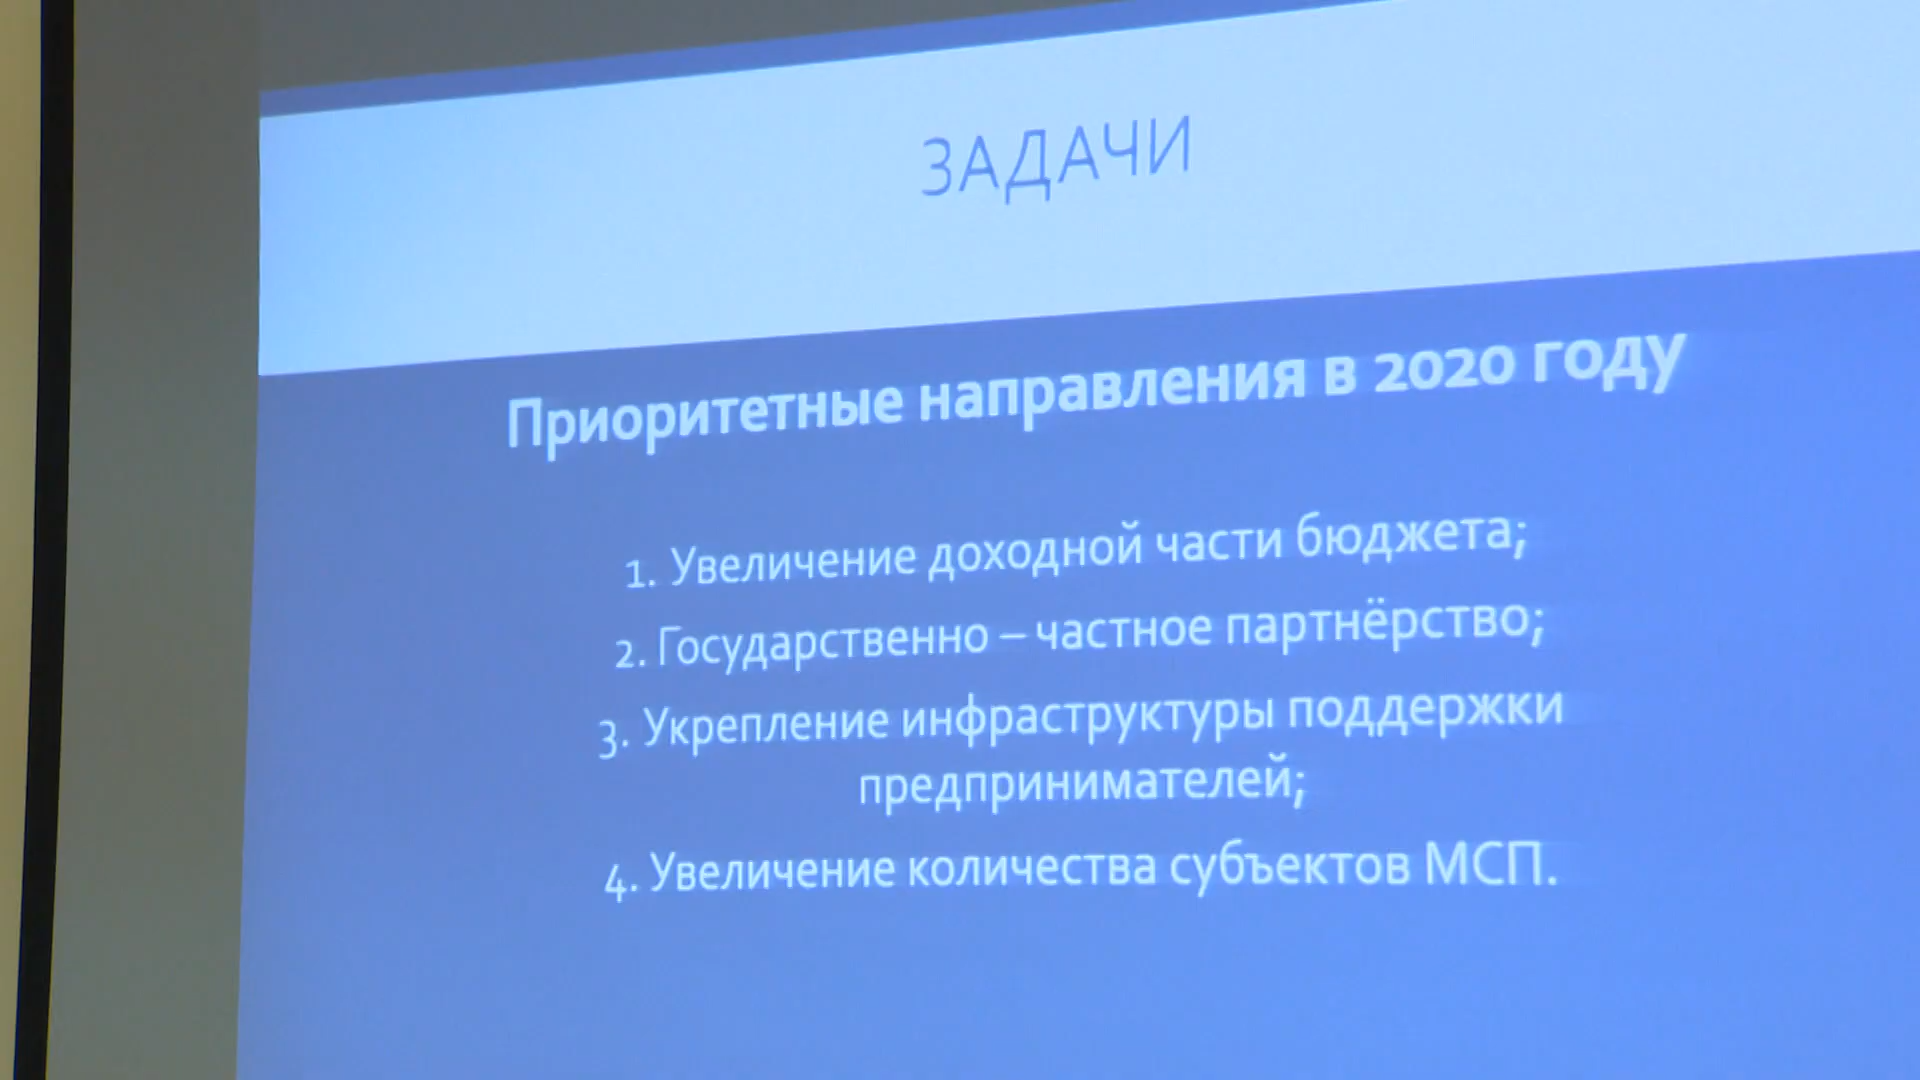 ЗАДАЧИ
Приоритетные направления в 2020 году
1. Увеличение доходной части бюджета;
2. Государственно – частное партнёрство;
3. Укрепление инфраструктуры поддержки
предпринимателей;
4. Увеличение количества субъектов МСП.